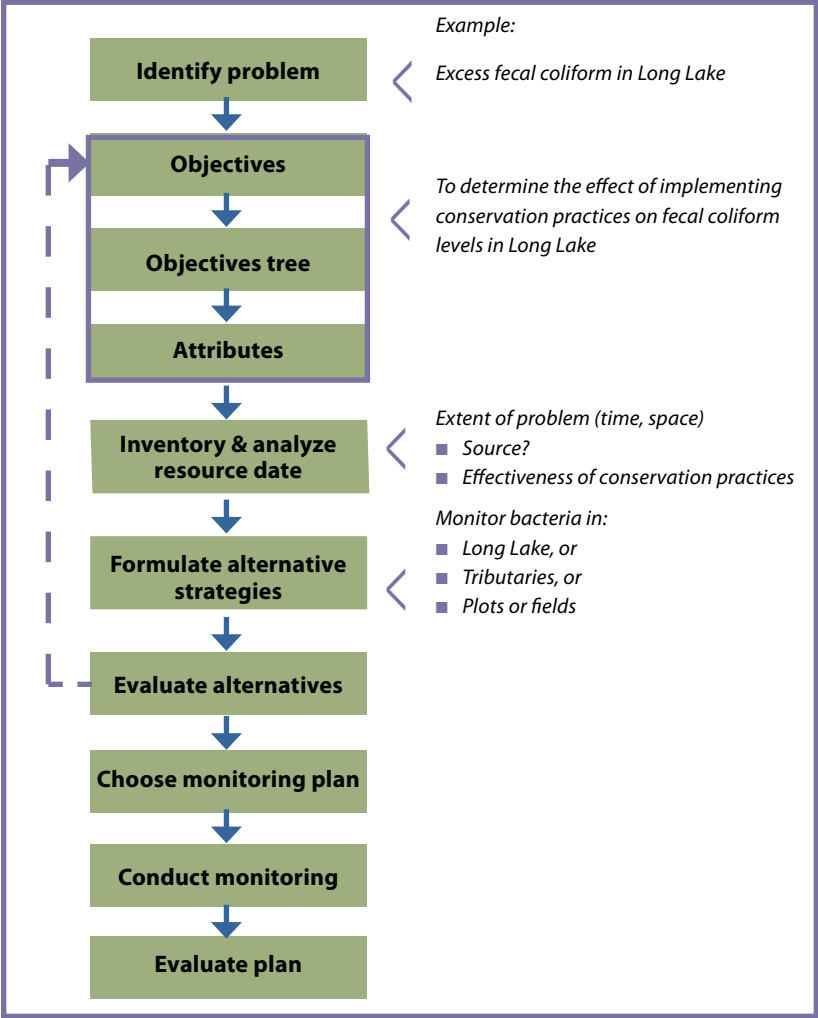 Example:
Identify problem
Excess fecal coliform in Long Lake
Objectives
To determine the effect of implementing
conservation practices on fecal coliform
levels in Long Lake
Objectives tree
Attributes
Inventory & analyze
resource date
Extent of problem (time, space)
Source?
Effectiveness of conservation practices
Formulate alternative
strategies
Monitor bacteria in:
Long Lake, or
Tributaries, or
Plots or fields
Evaluate alternatives
Choose monitoring plan
Conduct monitoring
Evaluate plan